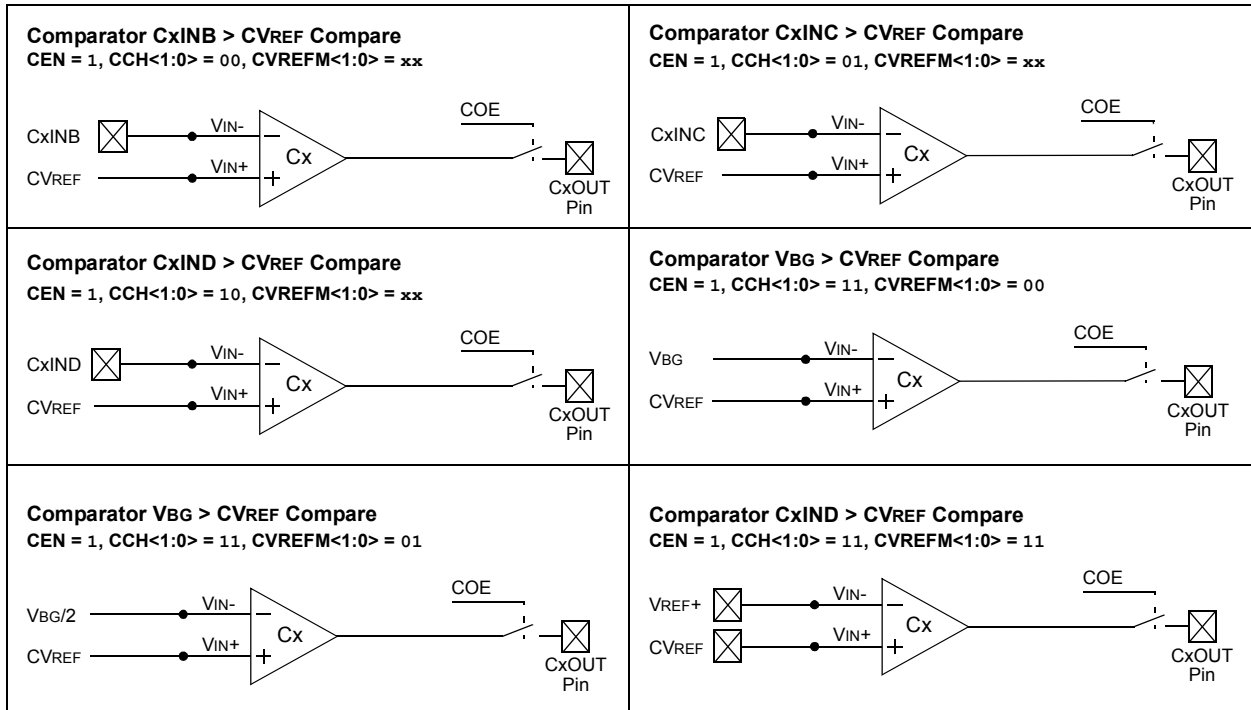 Comparator CxINB > CVREF Compare
CEN = 1, CCH<1:0> = 00, CVREFM<1:0> = xx
COE
CxINB
VIN-
Cx
CVREF
VIN+
CxOUT
Pin
Comparator CxINC > CVREF Compare
CEN = 1, CCH<1:0> = 01, CVREFM<1:0> = xx
COE
CxINC
VIN-
Cx
CVREF
VIN+
CxOUT
Pin
Comparator CxIND > CVREF Compare
CEN = 1, CCH<1:0> = 10, CVREFM<1:0> = xx
COE
CxIND
VIN-
Cx
CVREF
VIN+
CxOUT
Pin
Comparator VBG > CVREF Compare
CEN = 1, CCH<1:0> = 11, CVREFM<1:0> = 00
COE
VBG
VIN-
Cx
CVREF
VIN+
CxOUT
Pin
Comparator VBG > CVREF Compare
CEN = 1, CCH<1:0> = 11, CVREFM<1:0> = 01
COE
VBG/2
VIN-
Cx
CVREF
VIN+
CxOUT
Pin
Comparator CxIND > CVREF Compare
CEN = 1, CCH<1:0> = 11, CVREFM<1:0> = 11
COE
VREF+
VIN-
Cx
CVREF
VIN+
CxOUT
Pin